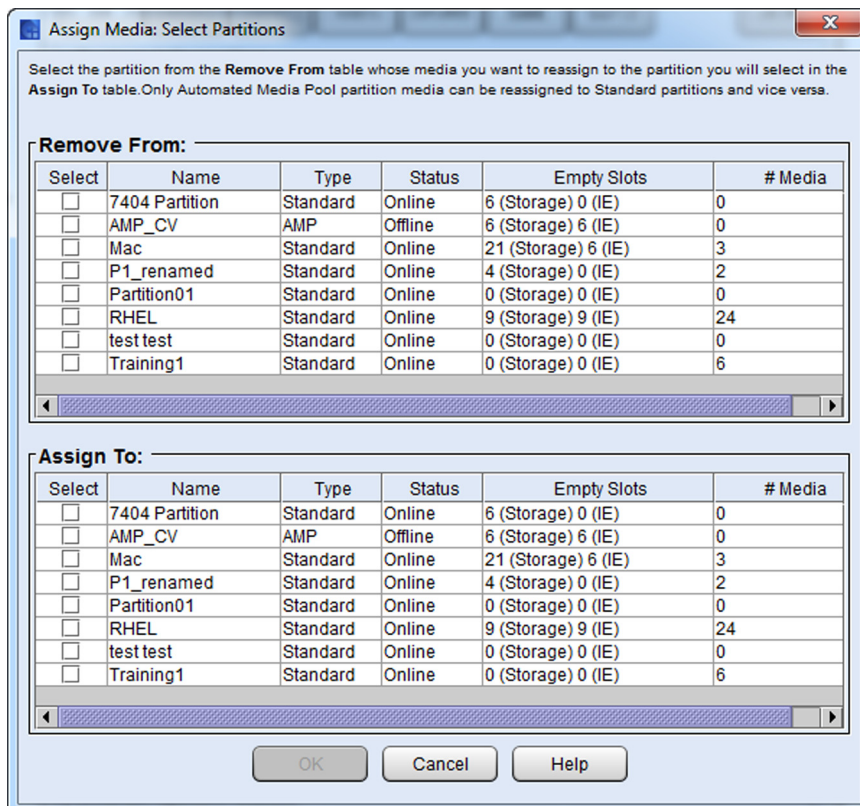 Assign Media: Select Partitions
Select the partition from the Remove From table whose media you want to reassign to the partition you will select in the
Assign To table.Only Automated Media Pool partition media can be reassigned to Standard partitions and vice versa.
Remove From:
Select Name Type Status Empty Slots # Media
7404 Partition Standard Online 6 (Storage) 0 (IE) 0
AMP_CV AMP Offline 6 (Storage) 6 (IE) 0
Mac Standard Online 21 (Storage) 6 (IE) 3
P1_renamed Standard Online 4 (Storage) 0 (IE) 2
Partition01 Standard Online 0 (Storage) 0 (IE) 0
RHEL Standard Online 9 (Storage) 9 (IE) 24
test test Standard Online 0 (Storage) 0 (IE) 0
Training1 Standard Online 0 (Storage) 0 (IE) 6
Assign To:
Select Name Type Status Empty Slots # Media
7404 Partition Standard Online 6 (Storage) 0 (IE) 0
AMP_CV AMP Offline 6 (Storage) 6 (IE) 0
Mac Standard Online 21 (Storage) 6 (IE) 3
P1_renamed Standard Online 4 (Storage) 0 (IE) 2
Partition01 Standard Online 0 (Storage) 0 (IE) 0
RHEL Standard Online 9 (Storage) 9 (IE) 24
test test Standard Online 0 (Storage) 0 (IE) 0
Training1 Standard Online 0 (Storage) 0 (IE) 6
OK Cancel Help